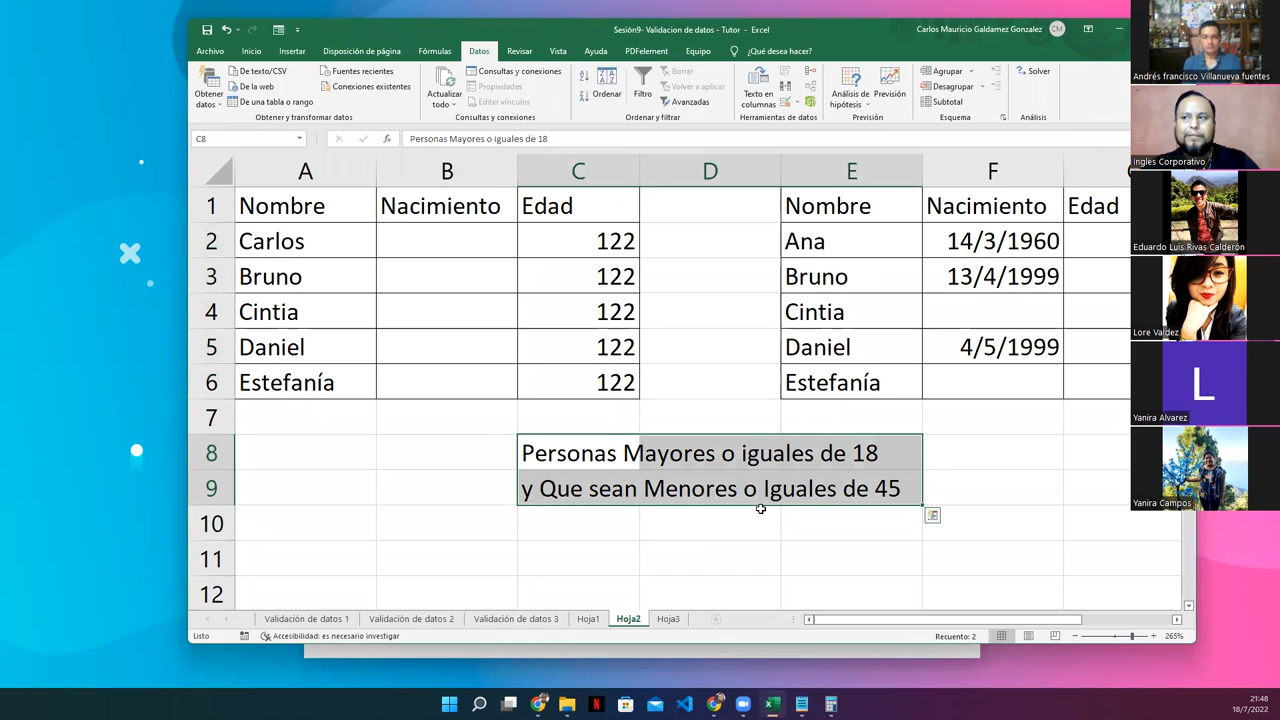 Sesión9- Validacion de datos - Tutor - Excel
Carlos Mauricio Galdamez Gonzalez
CM
Archivo Inicio Insertar Disposición de página Fórmulas Datos Revisar Vista Ayuda PDFelement Equipo ¿Qué desea hacer?
Obtener datos
De texto/CSV
De la web
De una tabla o rango
Fuentes recientes
Conexiones existentes
Obtener y transformar datos
Actualizar todo
Consultas y conexiones
Propiedades
Editar vínculos
Consultas y conexiones
Ordenar
Filtro
Borrar
Volver a aplicar
Avanzadas
Ordenar y filtrar
Texto en columnas
Herramientas de datos
Análisis de hipótesis
Previsión
Previsión
Agrupar
Desagrupar
Subtotal
Esquema
Solver
Análisis
C8
fx
Personas Mayores o iguales de 18
A B C D E F
1 Nombre Nacimiento Edad Nombre Nacimiento Edad
2 Carlos 122 Ana 14/3/1960
3 Bruno 122 Bruno 13/4/1999
4 Cintia 122 Cintia
5 Daniel 122 Daniel 4/5/1999
6 Estefanía 122 Estefanía
7
8 Personas Mayores o iguales de 18
9 y Que sean Menores o Iguales de 45
10
11
12
Validación de datos 1 Validación de datos 2 Validación de datos 3 Hoja1 Hoja2 Hoja3
Listo
Accesibilidad: es necesario investigar
Recuento: 2
265%
Andrés francisco Villanueva fuentes
Ingles Corporativo
Eduardo Luis Rivas Calderón
Lore Valdez
L
Yanira Alvarez
Yanira Campos
21:48
18/7/2022